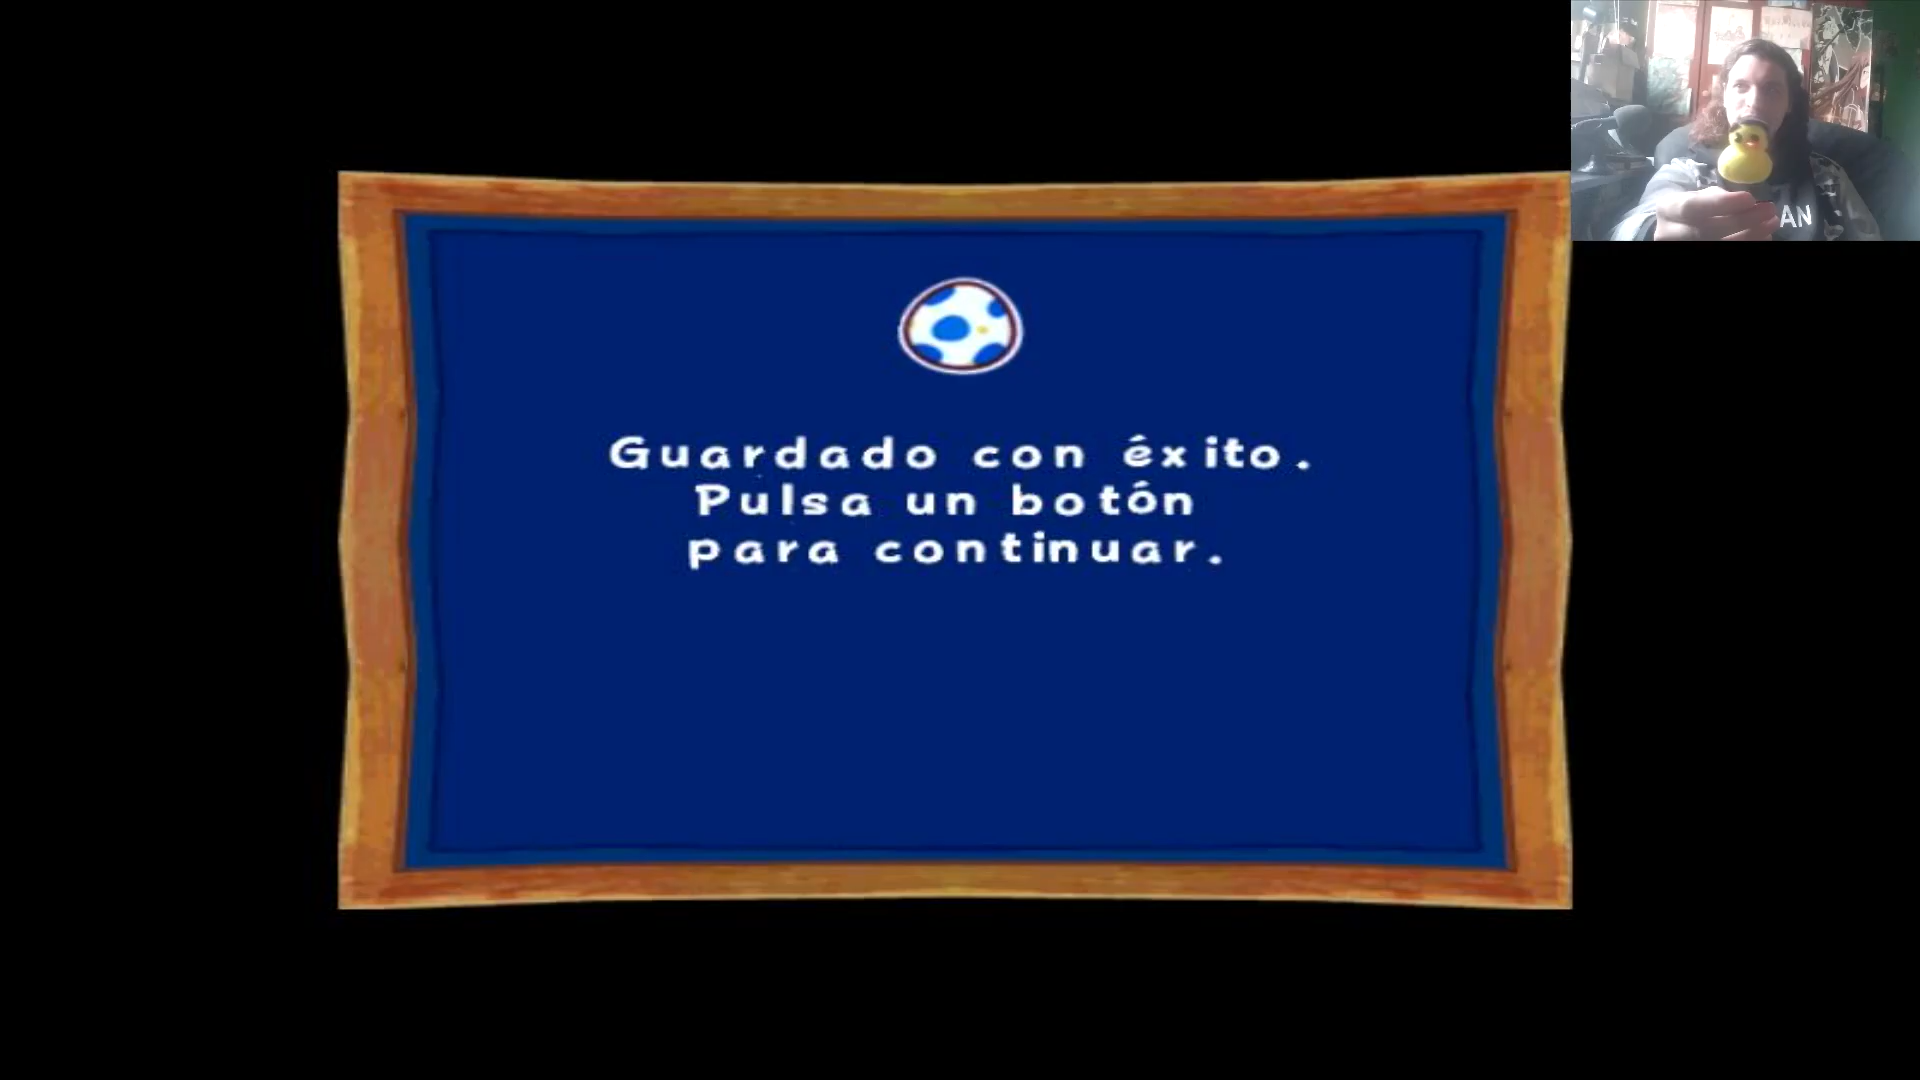 Guardado con éxito.
Pulsa un botón
para continuar.
AN